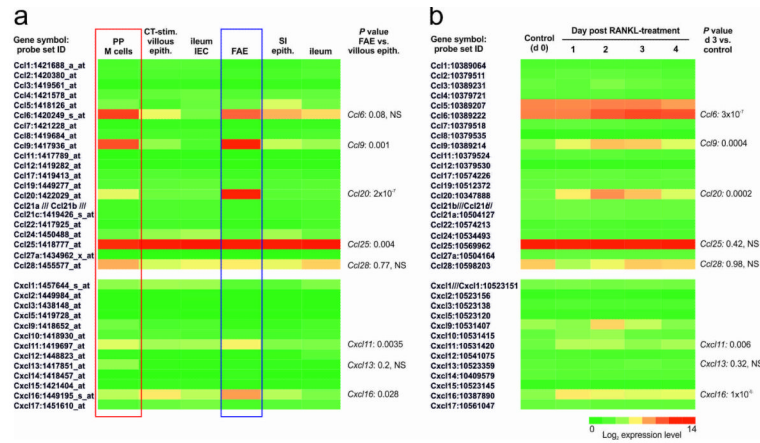 a
Gene symbol:
probe set ID
PP
M cells
CT-stim.
villous
epith.
ileum
IEC
FAE
SI
epith.
ileum
P value
FAE vs.
villous epith.
Ccl1:1421688_a_at
Ccl2:1420380_at
Ccl3:1419561_at
Ccl4:1421578_at
Ccl5:1418126_at
Ccl6:1420249_s_at
Ccl7:1421228_at
Ccl8:1419684_at
Ccl9:1417936_at
Ccl11:1417789_at
Ccl12:1419282_at
Ccl17:1419413_at
Ccl19:1449277_at
Ccl20:1422029_at
Ccl21a /// Ccl21b ///
Ccl21c:1419426_s_at
Ccl22:1417925_at
Ccl24:1450488_at
Ccl25:1418777_at
Ccl27a:1434962_x_at
Ccl28:1455577_at
Ccl6: 0.08, NS
Ccl9: 0.001
Ccl20: 2x10⁻⁷
Ccl25: 0.004
Ccl28: 0.77, NS
Cxcl1:1457644_s_at
Cxcl2:1449984_at
Cxcl3:1438148_at
Cxcl5:1419728_at
Cxcl9:1418652_at
Cxcl10:1418930_at
Cxcl11:1419697_at
Cxcl12:1448823_at
Cxcl13:1417851_at
Cxcl14:1418457_at
Cxcl15:1421404_at
Cxcl16:1449195_s_at
Cxcl17:1451610_at
Cxcl11: 0.0035
Cxcl13: 0.2, NS
Cxcl16: 0.028
b
Gene symbol:
probe set ID
Control
(d 0)
Day post RANKL-treatment
1 2 3 4
P value
d 3 vs.
control
Ccl1:10389064
Ccl2:10379511
Ccl3:10389231
Ccl4:10379721
Ccl5:10389207
Ccl6:10389222
Ccl7:10379518
Ccl8:10379535
Ccl9:10389214
Ccl11:10379524
Ccl12:10379530
Ccl17:10574226
Ccl19:10512372
Ccl20:10347888
Ccl21b///Ccl21c//
Ccl21a:10504127
Ccl22:10574213
Ccl24:10534493
Ccl25:10569962
Ccl27a:10504164
Ccl28:10598203
Ccl6: 3x10⁻⁷
Ccl9: 0.0004
Ccl20: 0.0002
Ccl25: 0.42, NS
Ccl28: 0.98, NS
Cxcl1///Cxcl1:10523151
Cxcl2:10523156
Cxcl3:10523138
Cxcl5:10523120
Cxcl9:10531407
Cxcl10:10531415
Cxcl11:10531420
Cxcl12:10541075
Cxcl13:10523359
Cxcl14:10409579
Cxcl15:10523145
Cxcl16:10387890
Cxcl17:10561047
Cxcl11: 0.006
Cxcl13: 0.32, NS
0 14
Log₂ expression level